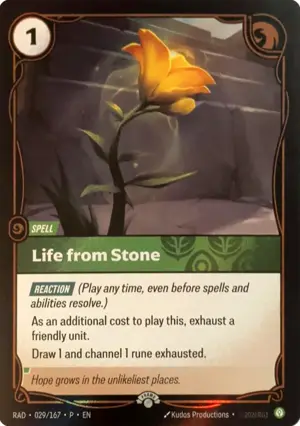 1
SPELL
Life from Stone
REACTION (Play any time, even before spells and
abilities resolve.)
As an additional cost to play this, exhaust a
friendly unit.
Draw 1 and channel 1 rune exhausted.
Hope grows in the unlikeliest places.
RAD • 029/167 • P • EN
Kudos Productions